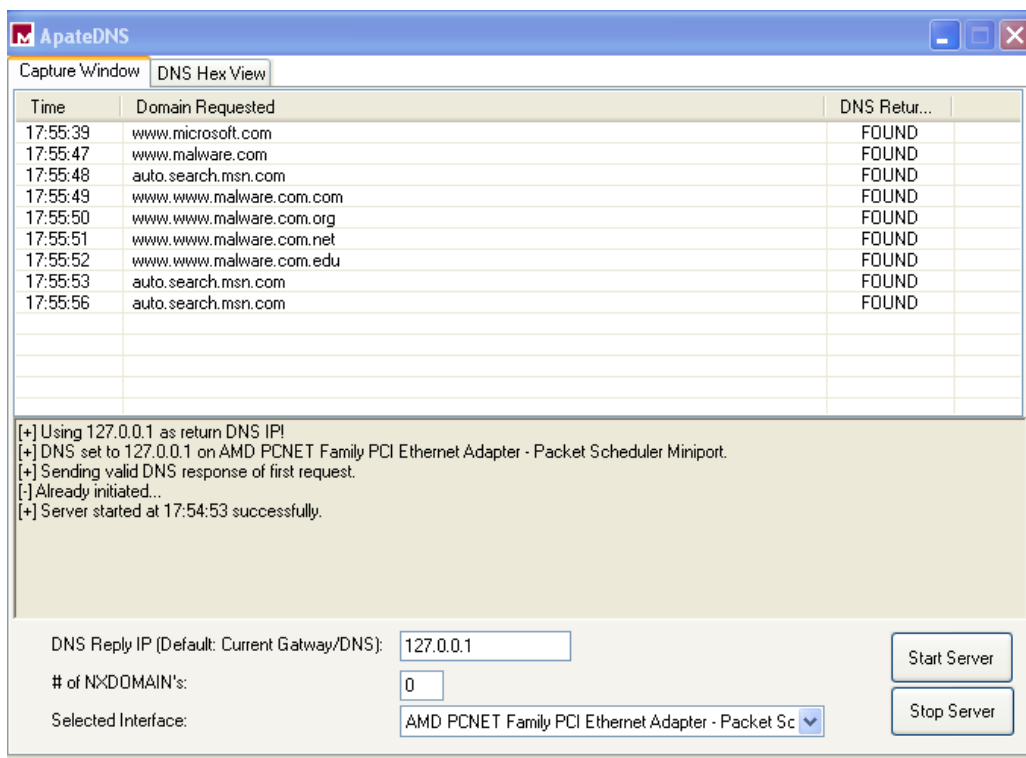 ApateDNS
Capture Window DNS Hex View
Time Domain Requested DNS Retur...
17:55:39 www.microsoft.com FOUND
17:55:47 www.malware.com FOUND
17:55:48 auto.search.msn.com FOUND
17:55:49 www.www.malware.com.com FOUND
17:55:50 www.www.malware.com.org FOUND
17:55:51 www.www.malware.com.net FOUND
17:55:52 www.www.malware.com.edu FOUND
17:55:53 auto.search.msn.com FOUND
17:55:56 auto.search.msn.com FOUND
[+] Using 127.0.0.1 as return DNS IP!
[+] DNS set to 127.0.0.1 on AMD PCNET Family PCI Ethernet Adapter - Packet Scheduler Miniport.
[+] Sending valid DNS response of first request.
[-] Already initiated...
[+] Server started at 17:54:53 successfully.
DNS Reply IP (Default: Current Gatway/DNS): 127.0.0.1
# of NXDOMAIN's: 0
Selected Interface: AMD PCNET Family PCI Ethernet Adapter - Packet Sc
Start Server
Stop Server